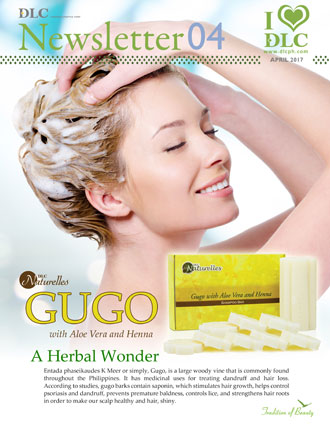 DLC
Newsletter 04
I
DLC
www.dlcph.com
APRIL 2017
DLC
Naturelles
GUGO
with Aloe Vera and Henna
Naturelles
Gugo with Aloe Vera and Henna
SHAMPOO BAR
A Herbal Wonder
Entada phaseikaudes K Meer or simply, Gugo, is a large woody vine that is commonly found
throughout the Philippines. It has medicinal uses for treating dandruff and hair loss.
According to studies, gugo barks contain saponin, which stimulates hair growth, helps control
psoriasis and dandruff, prevents premature baldness, controls lice, and strengthens hair roots
in order to make our scalp healthy and hair, shiny.
Tradition of Beauty